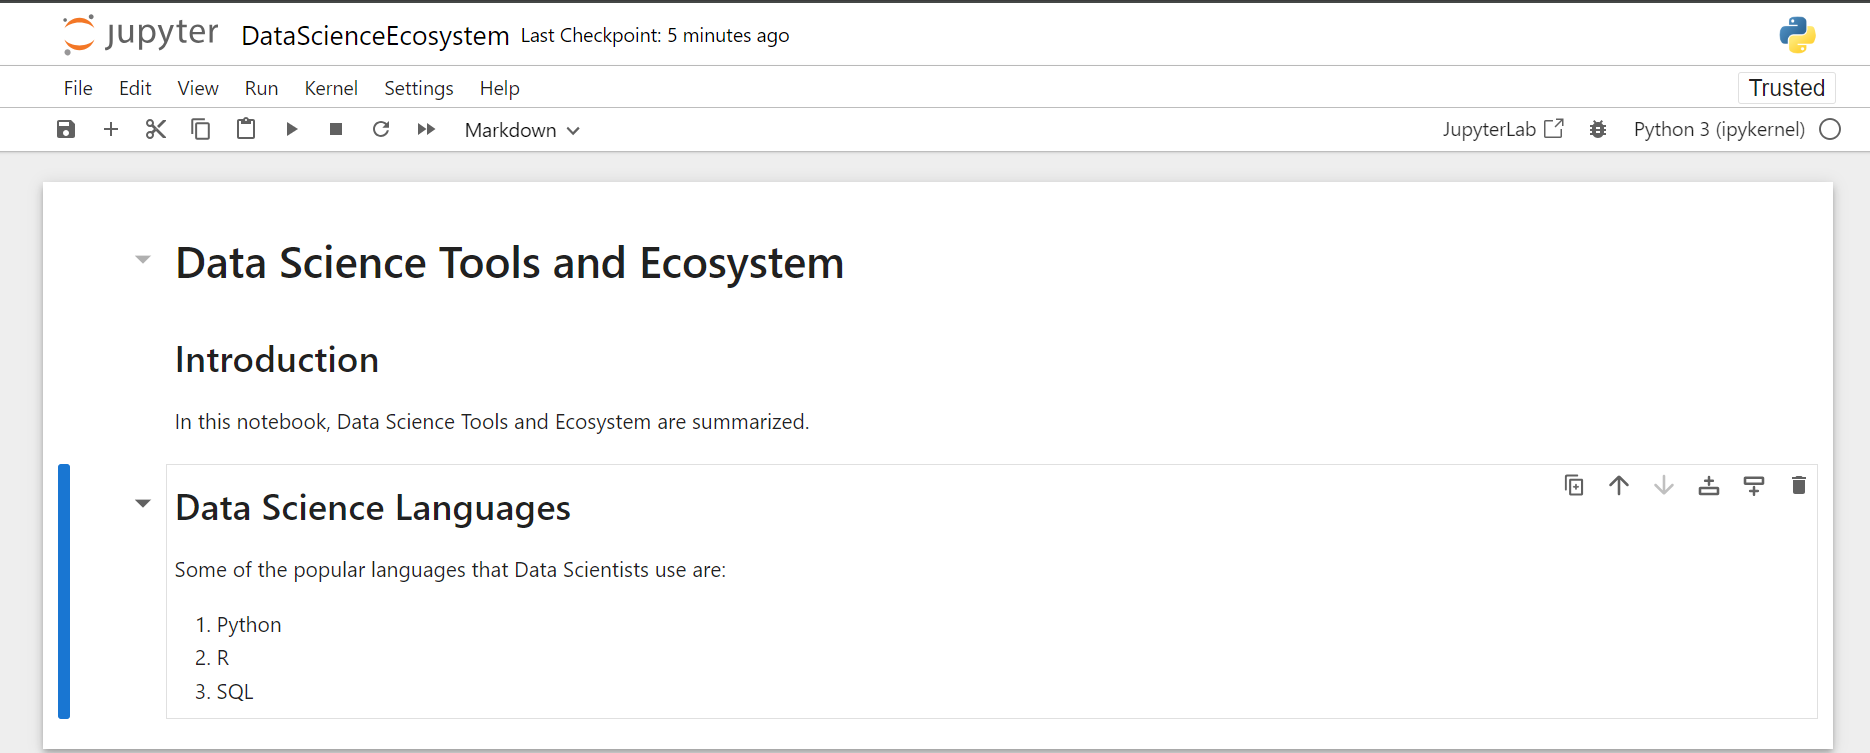 jupyter DataScienceEcosystem Last Checkpoint: 5 minutes ago
File Edit View Run Kernel Settings Help Trusted
Markdown JupyterLab Python 3 (ipykernel)
Data Science Tools and Ecosystem
Introduction
In this notebook, Data Science Tools and Ecosystem are summarized.
Data Science Languages
Some of the popular languages that Data Scientists use are:
1. Python
2. R
3. SQL